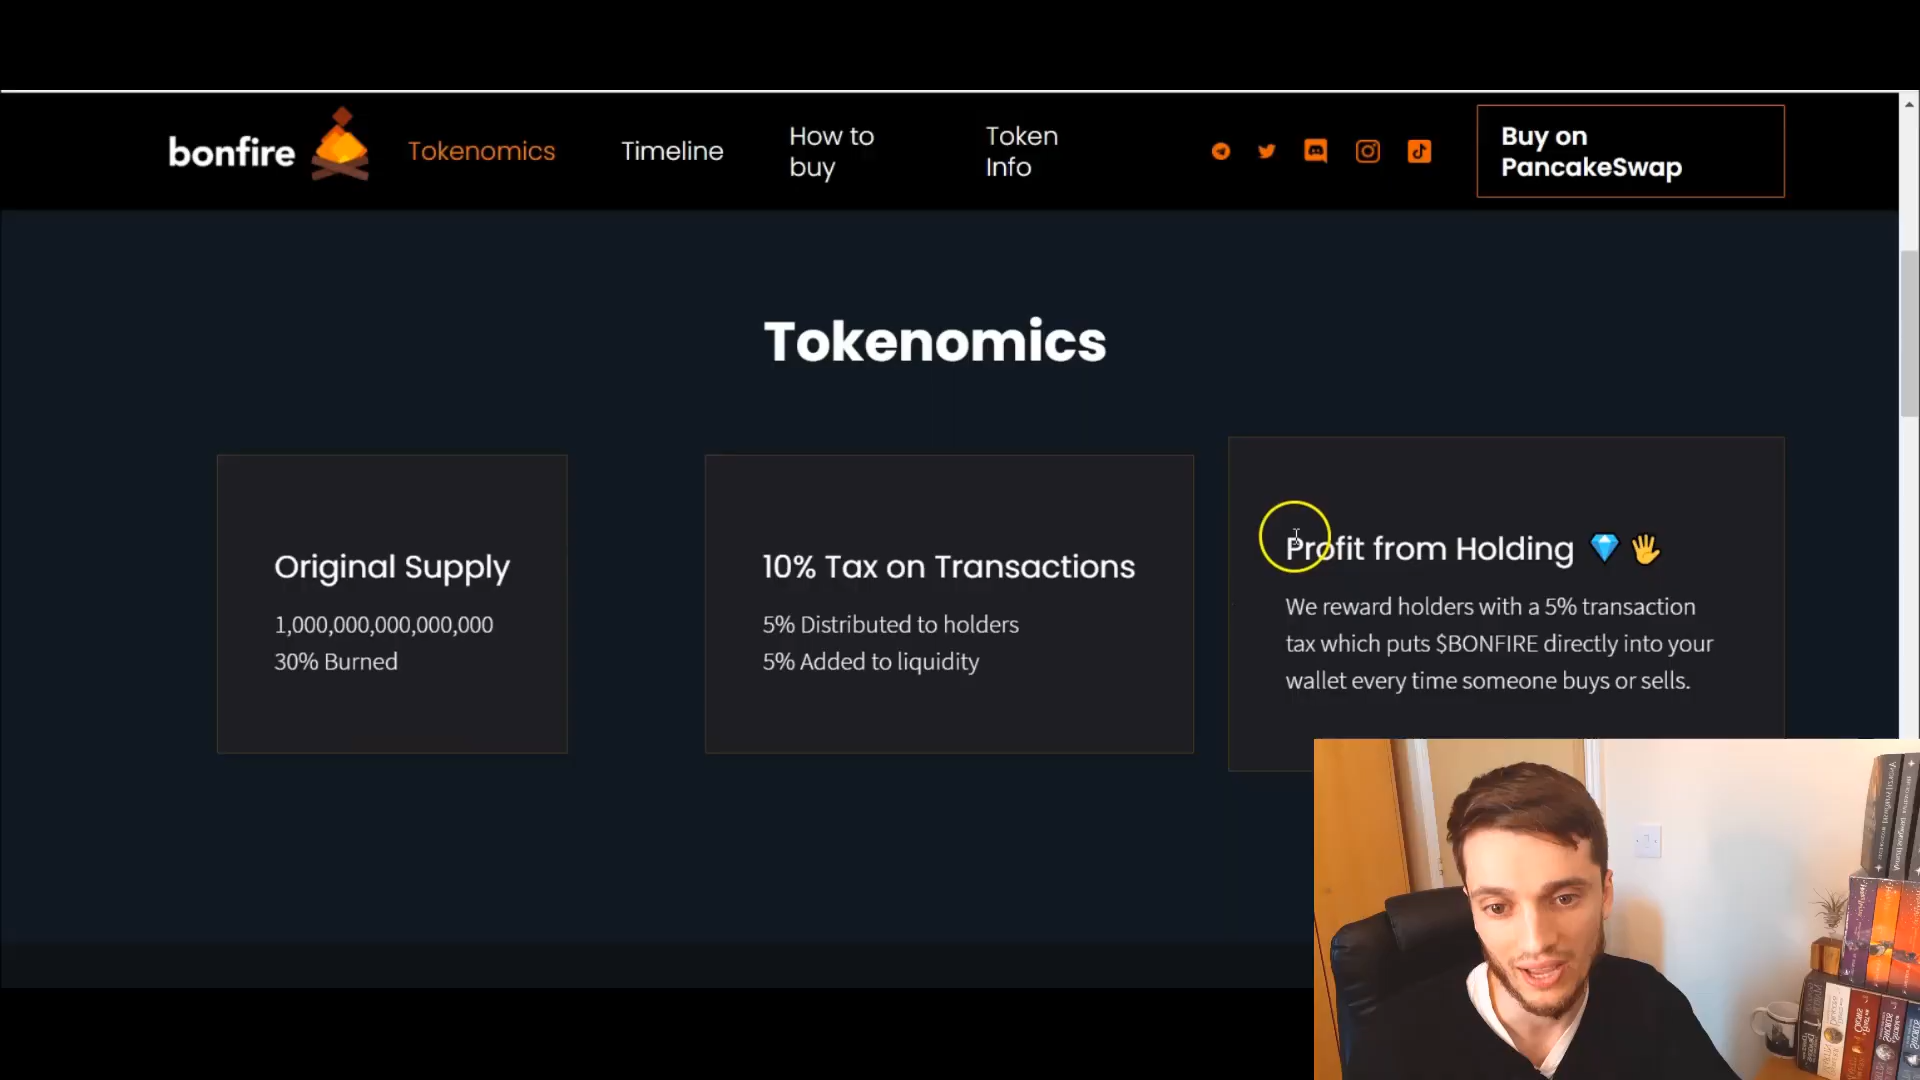 bonfire
Tokenomics
Timeline
How to
buy
Token
Info
Buy on
PancakeSwap
Tokenomics
Original Supply
1,000,000,000,000,000
30% Burned
10% Tax on Transactions
5% Distributed to holders
5% Added to liquidity
Profit from Holding 💎 🖐
We reward holders with a 5% transaction
tax which puts $BONFIRE directly into your
wallet every time someone buys or sells.